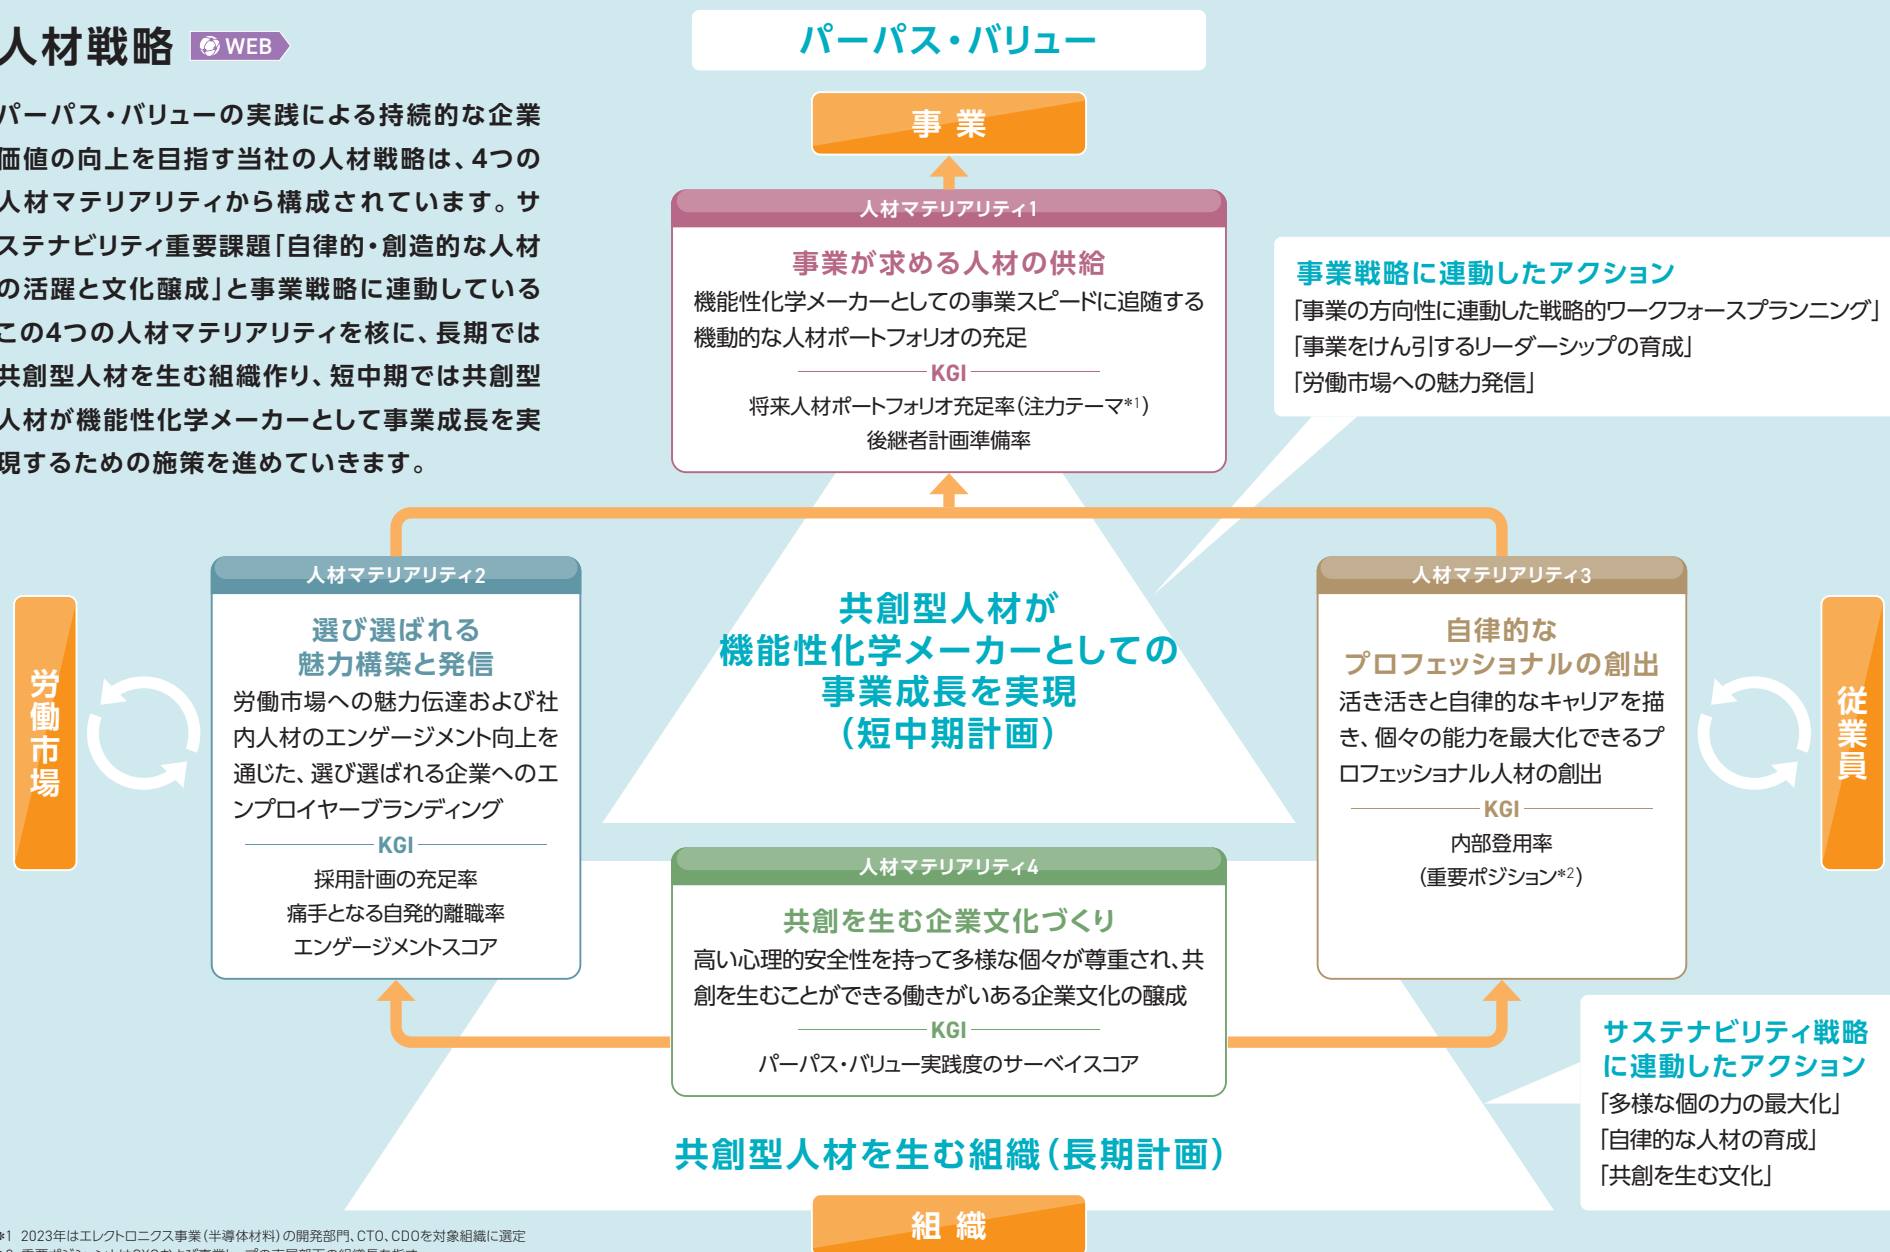 人材戦略 WEB
パーパス・バリューの実践による持続的な企業
価値の向上を目指す当社の人材戦略は、4つの
人材マテリアリティから構成されています。サ
ステナビリティ重要課題「自律的・創造的な人材
の活躍と文化醸成」と事業戦略に連動している
この4つの人材マテリアリティを核に、長期では
共創型人材を生む組織作り、短中期では共創型
人材が機能性化学メーカーとして事業成長を実
現するための施策を進めていきます。
パーパス・バリュー
事業
人材マテリアリティ1
事業が求める人材の供給
機能性化学メーカーとしての事業スピードに追随する
機動的な人材ポートフォリオの充足
KGI
将来人材ポートフォリオ充足率(注力テーマ*1)
後継者計画準備率
事業戦略に連動したアクション
「事業の方向性に連動した戦略的ワークフォースプランニング」
「事業をけん引するリーダーシップの育成」
「労働市場への魅力発信」
労働市場
人材マテリアリティ2
選び選ばれる
魅力構築と発信
労働市場への魅力伝達および社
内人材のエンゲージメント向上を
通じた、選び選ばれる企業へのエ
ンプロイヤーブランディング
KGI
採用計画の充足率
痛手となる自発的離職率
エンゲージメントスコア
共創型人材が
機能性化学メーカーとしての
事業成長を実現
(短中期計画)
人材マテリアリティ3
自律的な
プロフェッショナルの創出
活き活きと自律的なキャリアを描
き、個々の能力を最大化できるプ
ロフェッショナル人材の創出
KGI
内部登用率
(重要ポジション*2)
従業員
人材マテリアリティ4
共創を生む企業文化づくり
高い心理的安全性を持って多様な個々が尊重され、共
創を生むことができる働きがいある企業文化の醸成
KGI
パーパス・バリュー実践度のサーベイスコア
共創型人材を生む組織(長期計画)
組織
サステナビリティ戦略
に連動したアクション
「多様な個の力の最大化」
「自律的な人材の育成」
「共創を生む文化」
*1 2023年はエレクトロニクス事業(半導体材料)の開発部門、CTO、CDOを対象組織に選定